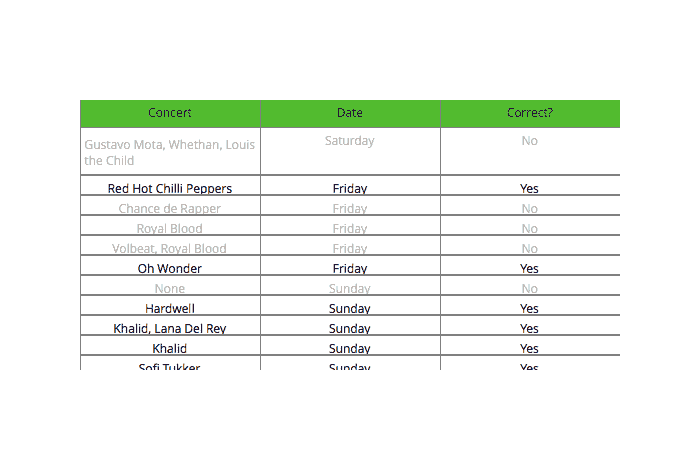 Concert Date Correct?
Gustavo Mota, Whethan, Louis Saturday No
the Child
Red Hot Chilli Peppers Friday Yes
Chance de Rapper Friday No
Royal Blood Friday No
Volbeat, Royal Blood Friday No
Oh Wonder Friday Yes
None Sunday No
Hardwell Sunday Yes
Khalid, Lana Del Rey Sunday Yes
Khalid Sunday Yes
Sofi Tukker Sunday Yes